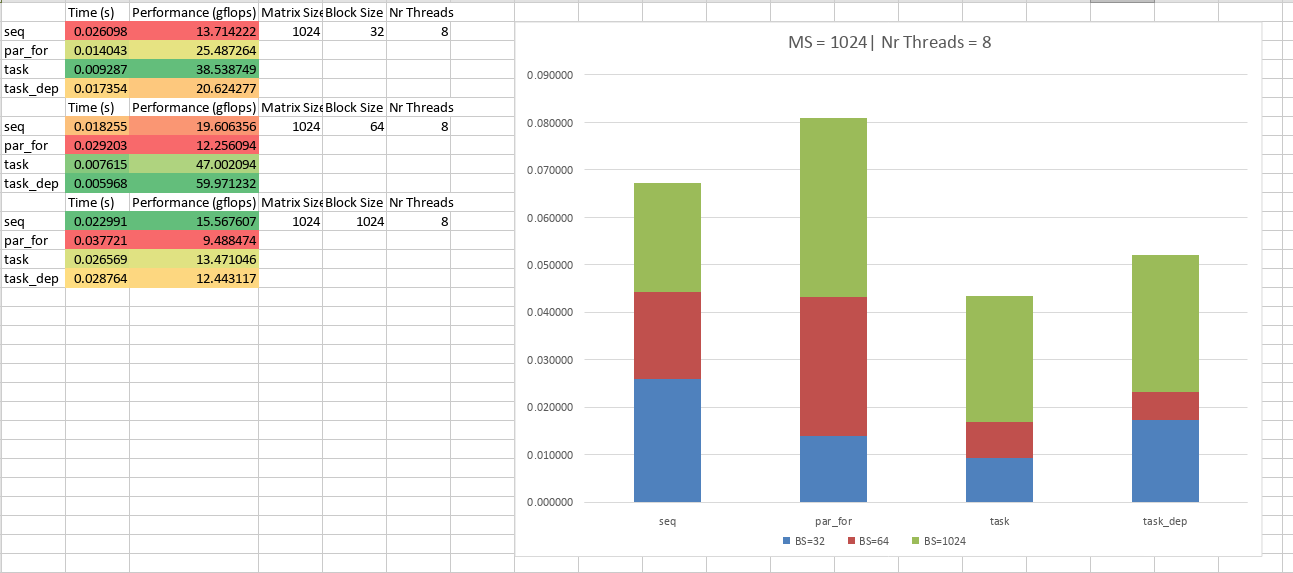 Time (s) Performance (gflops) Matrix Size Block Size Nr Threads
seq 0.026098 13.714222 1024 32 8
par_for 0.014043 25.487264
task 0.009287 38.538749
task_dep 0.017354 20.624277
Time (s) Performance (gflops) Matrix Size Block Size Nr Threads
seq 0.018255 19.606356 1024 64 8
par_for 0.029203 12.256094
task 0.007615 47.002094
task_dep 0.005968 59.971232
Time (s) Performance (gflops) Matrix Size Block Size Nr Threads
seq 0.022991 15.567607 1024 1024 8
par_for 0.037721 9.488474
task 0.026569 13.471046
task_dep 0.028764 12.443117
MS = 1024| Nr Threads = 8
0.090000
0.080000
0.070000
0.060000
0.050000
0.040000
0.030000
0.020000
0.010000
0.000000
seq par_for task task_dep
BS=32 BS=64 BS=1024